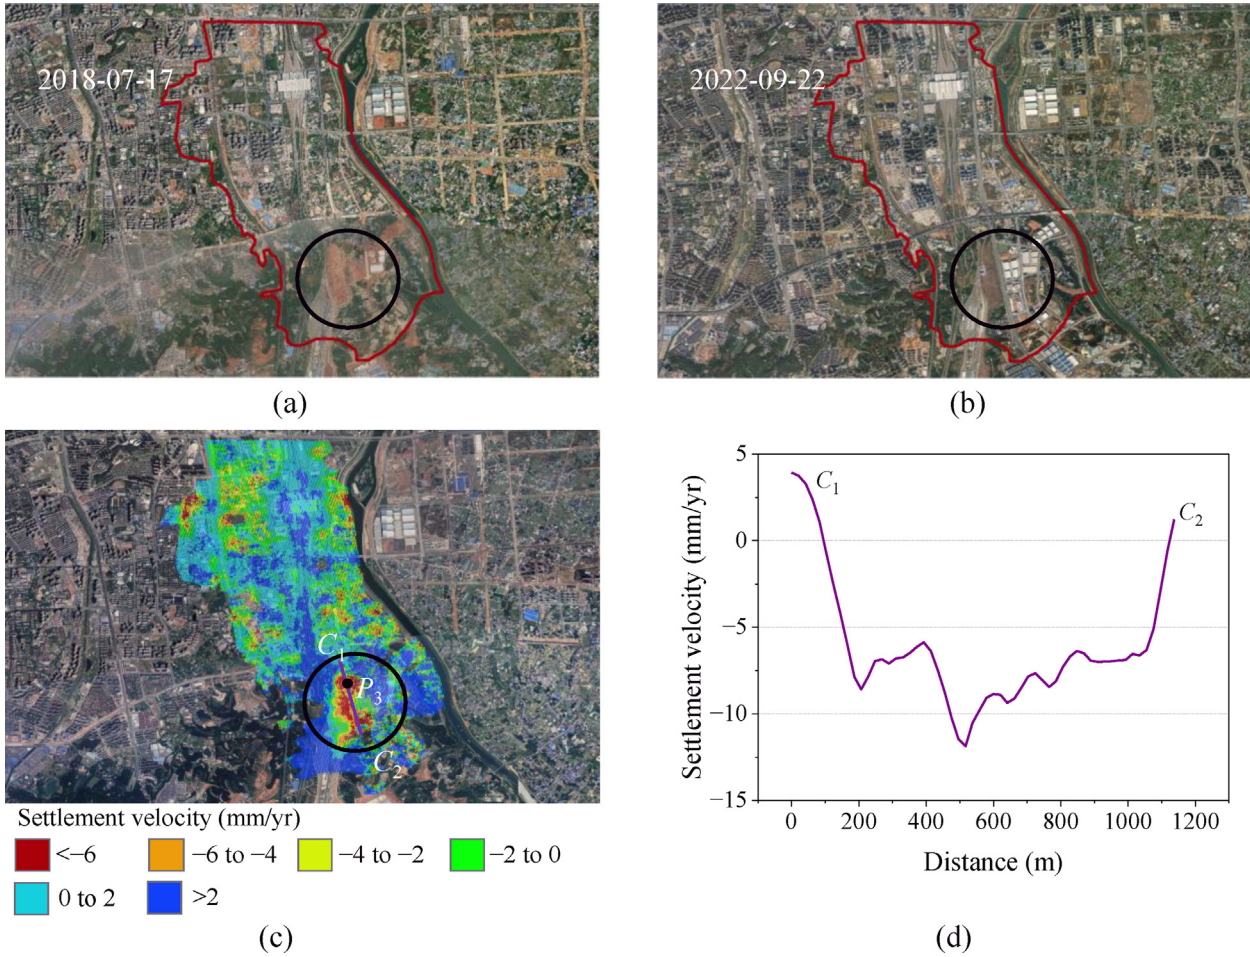 2018-07-17
2022-09-22
(a)
(b)
C1
P3
C2
Settlement velocity (mm/yr)
<−6
−6 to −4
−4 to −2
−2 to 0
0 to 2
>2
(c)
5
0
−5
−10
−15
Settlement velocity (mm/yr)
C1
C2
0
200
400
600
800
1000
1200
Distance (m)
(d)